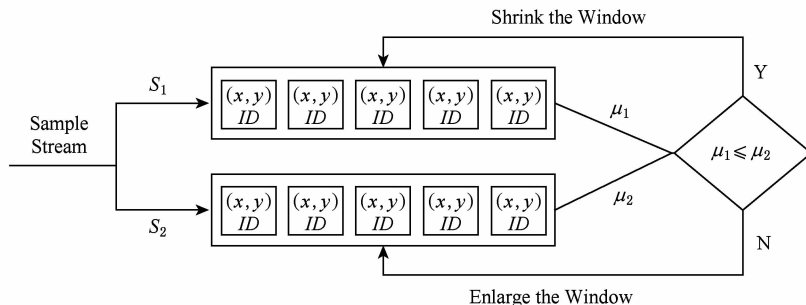 Shrink the Window
Y
S₁
(x, y) (x, y) (x, y) (x, y) (x, y)
ID ID ID ID ID
μ₁
Sample
Stream
μ₁ ≤ μ₂
(x, y) (x, y) (x, y) (x, y) (x, y)
ID ID ID ID ID
μ₂
S₂
N
Enlarge the Window